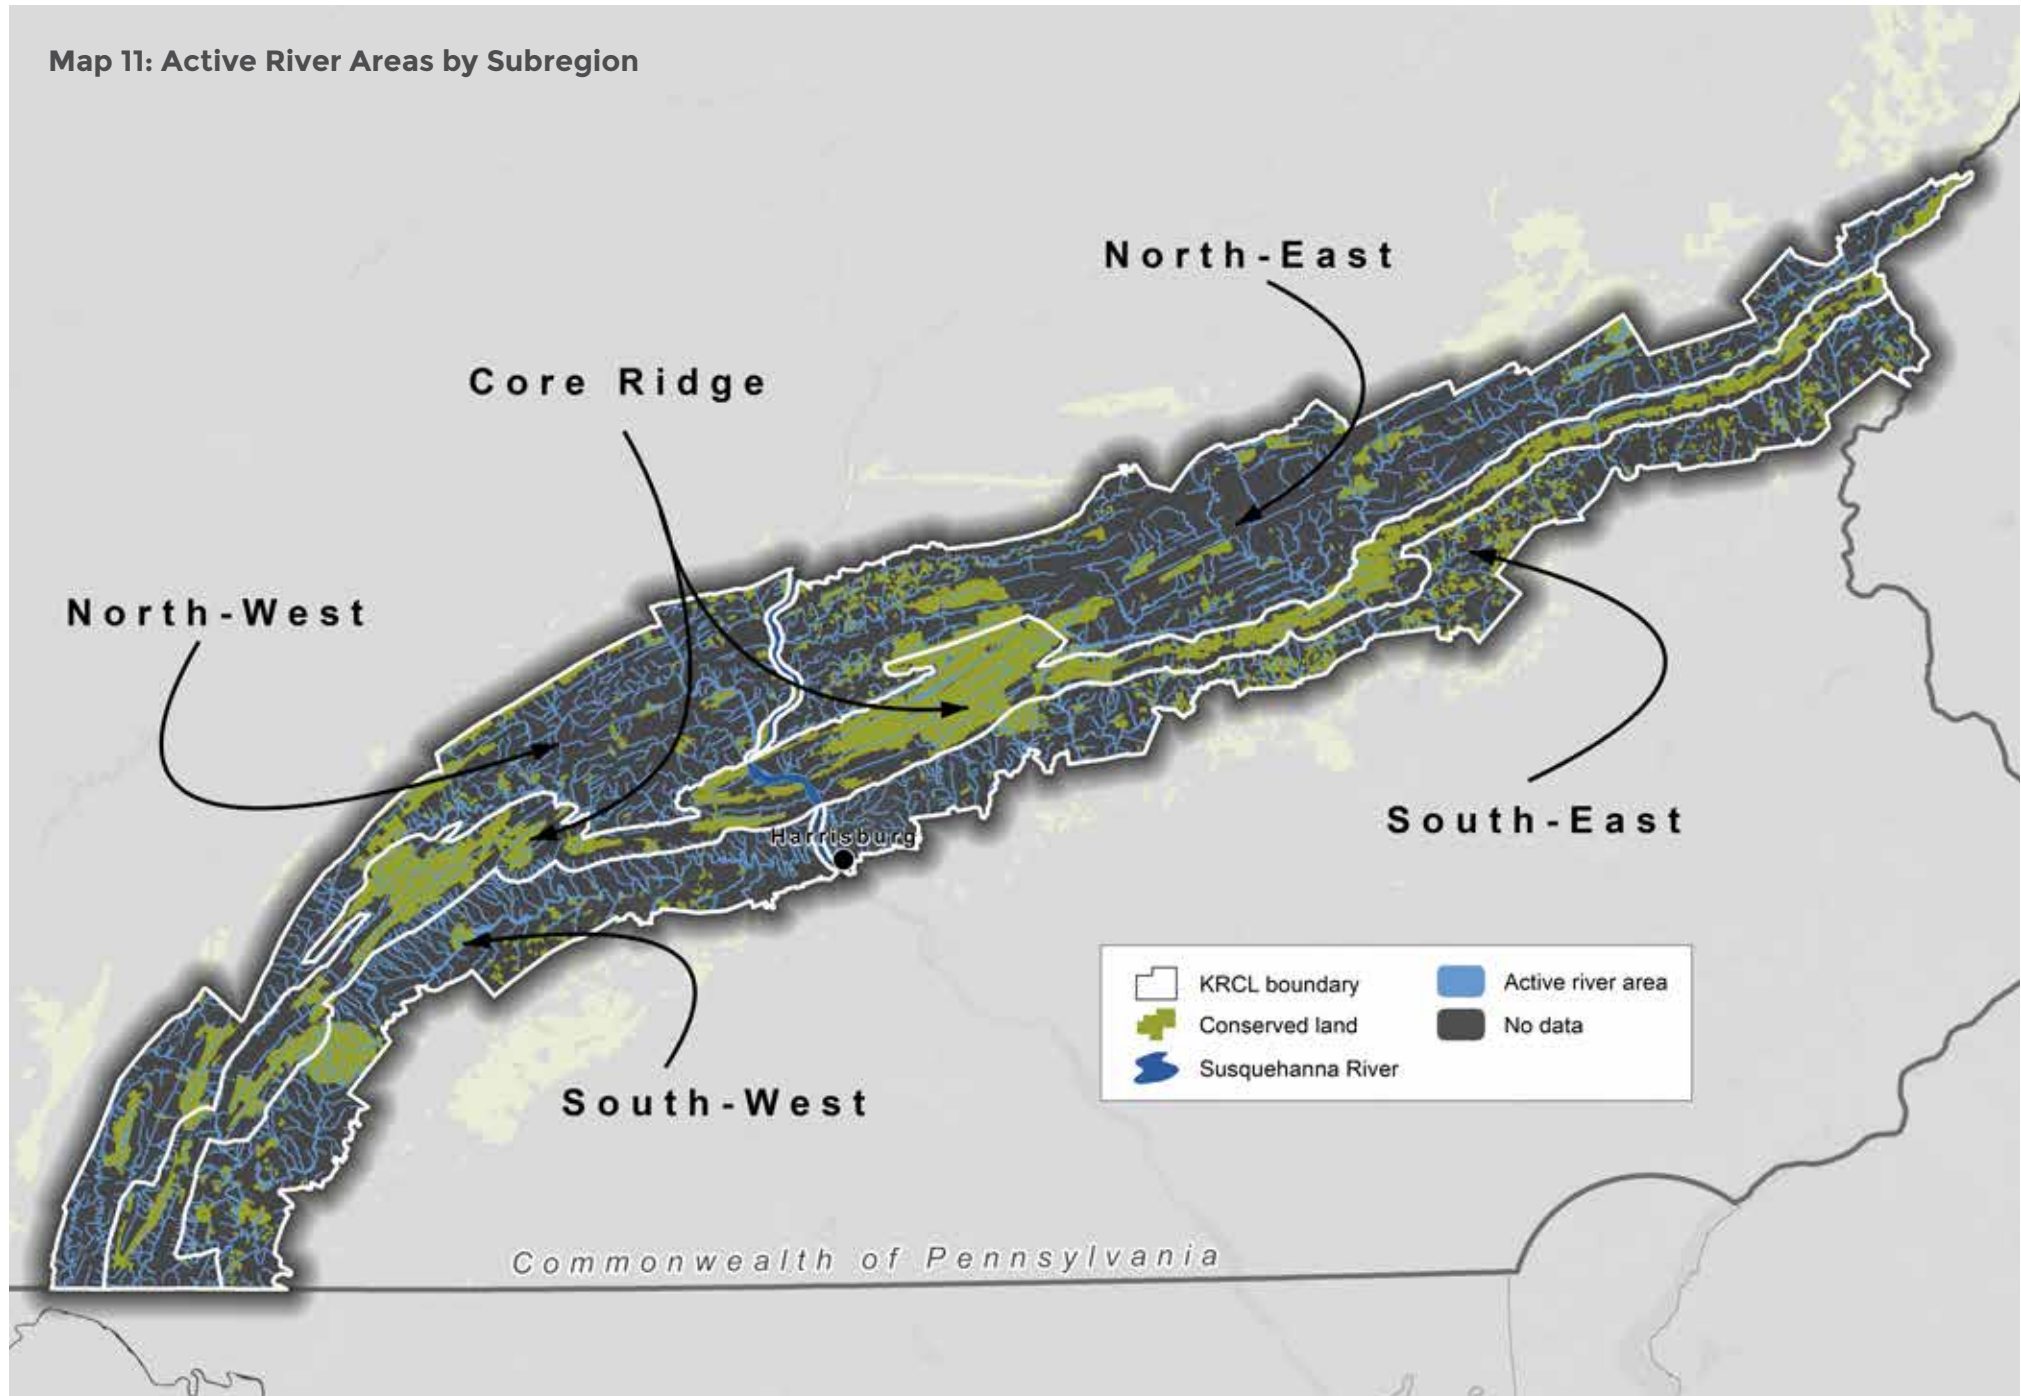 Map 11: Active River Areas by Subregion
North-East
Core Ridge
North-West
Harrisburg
South-East
South-West
KRCL boundary
Conserved land
Susquehanna River
Active river area
No data
Commonwealth of Pennsylvania